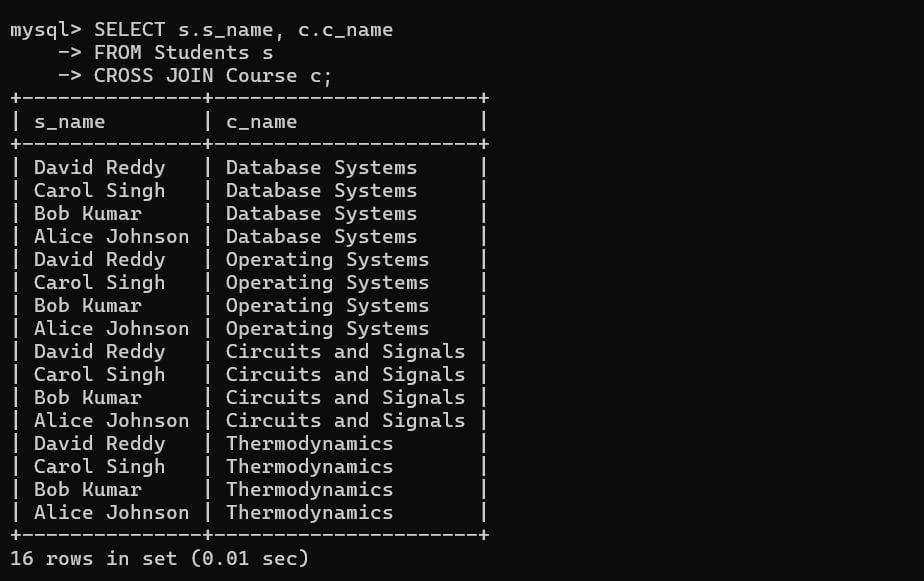 mysql> SELECT s.s_name, c.c_name
    -> FROM Students s
    -> CROSS JOIN Course c;
+---------------+----------------------+
| s_name        | c_name               |
+---------------+----------------------+
| David Reddy   | Database Systems     |
| Carol Singh   | Database Systems     |
| Bob Kumar     | Database Systems     |
| Alice Johnson | Database Systems     |
| David Reddy   | Operating Systems    |
| Carol Singh   | Operating Systems    |
| Bob Kumar     | Operating Systems    |
| Alice Johnson | Operating Systems    |
| David Reddy   | Circuits and Signals |
| Carol Singh   | Circuits and Signals |
| Bob Kumar     | Circuits and Signals |
| Alice Johnson | Circuits and Signals |
| David Reddy   | Thermodynamics       |
| Carol Singh   | Thermodynamics       |
| Bob Kumar     | Thermodynamics       |
| Alice Johnson | Thermodynamics       |
+---------------+----------------------+
16 rows in set (0.01 sec)